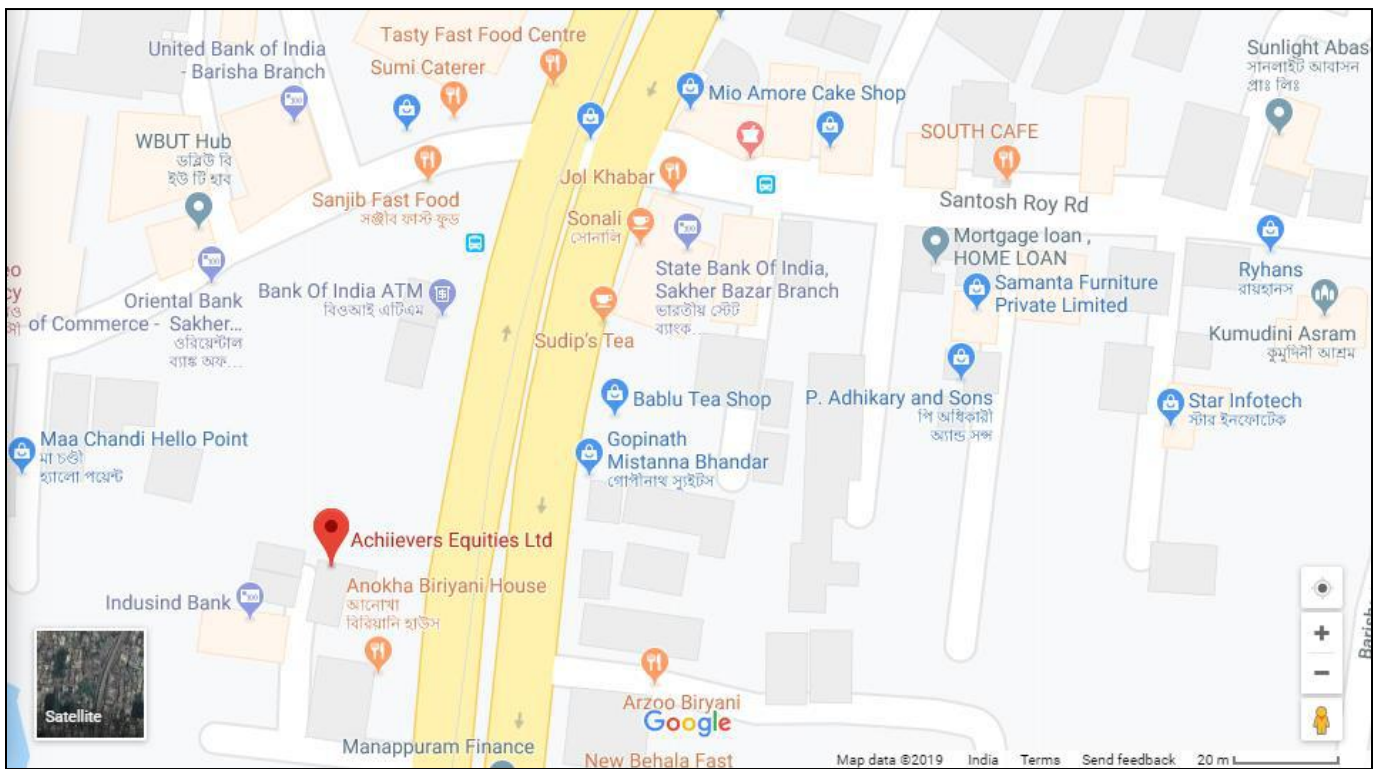 Tasty Fast Food Centre
United Bank of India
- Barisha Branch
Sumi Caterer
Mio Amore Cake Shop
Sunlight Abas
সানলাইট আবাসন
প্রাঃ লিঃ
WBUT Hub
ডব্লিউ বি
ইউ টি হাব
SOUTH CAFE
Jol Khabar
Sanjib Fast Food
সঞ্জীব ফাস্ট ফুড
Santosh Roy Rd
Sonali
সোনালি
Mortgage loan ,
HOME LOAN
State Bank Of India,
Sakher Bazar Branch
ভারতীয় স্টেট
ব্যাংক...
Ryhans
রায়হানস
Samanta Furniture
Private Limited
Bank Of India ATM
বিওআই এটিএম
Oriental Bank
of Commerce - Sakher...
ওরিয়েন্টাল
ব্যাঙ্ক অফ...
Sudip's Tea
Kumudini Asram
কুমুদিনী আশ্রম
Bablu Tea Shop
P. Adhikary and Sons
পি অধিকারী
অ্যান্ড সন্স
Star Infotech
স্টার ইনফোটেক
Maa Chandi Hello Point
মা চণ্ডী
হ্যালো পয়েন্ট
Gopinath
Mistanna Bhandar
গোপীনাথ স্যুইটস
Achiievers Equities Ltd
Anokha Biriyani House
আনোখা
বিরিয়ানি হাউস
Indusind Bank
Arzoo Biryani
Satellite
Google
Manappuram Finance
New Behala Fast
Map data ©2019 India Terms Send feedback 20 m